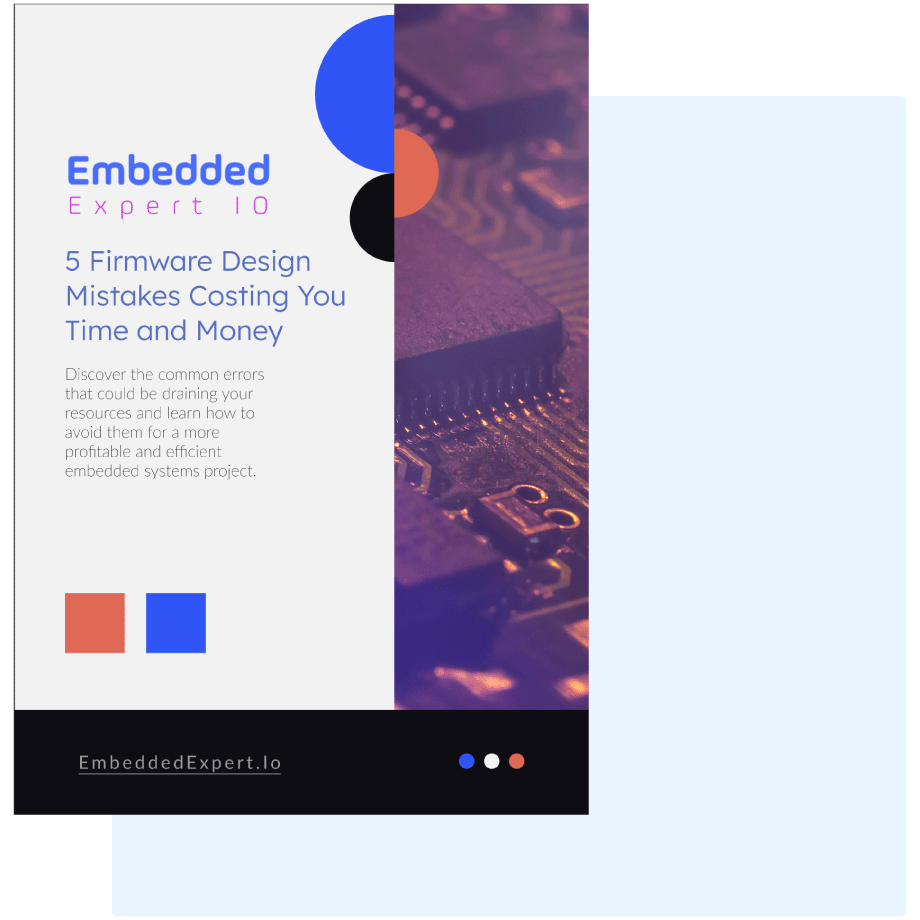 Embedded
Expert IO
5 Firmware Design
Mistakes Costing You
Time and Money
Discover the common errors
that could be draining your
resources and learn how to
avoid them for a more
profitable and efficient
embedded systems project.
EmbeddedExpert.Io